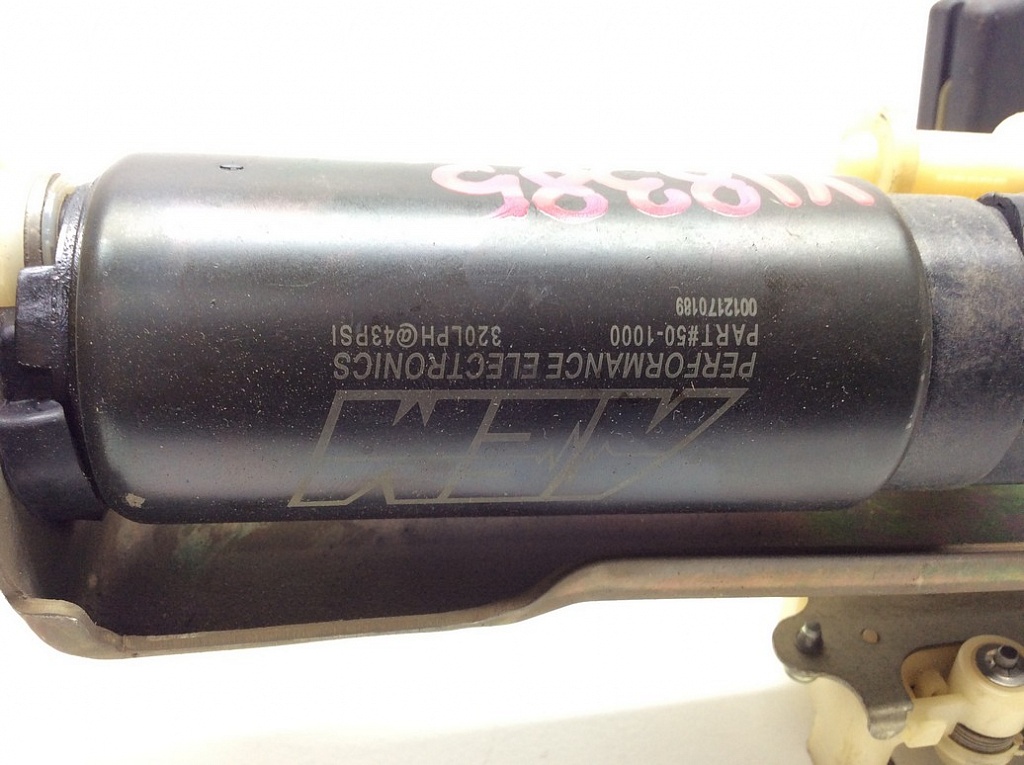 AEM
PERFORMANCE ELECTRONICS
PART#50-1000 320LPH@43PSI
0012170189